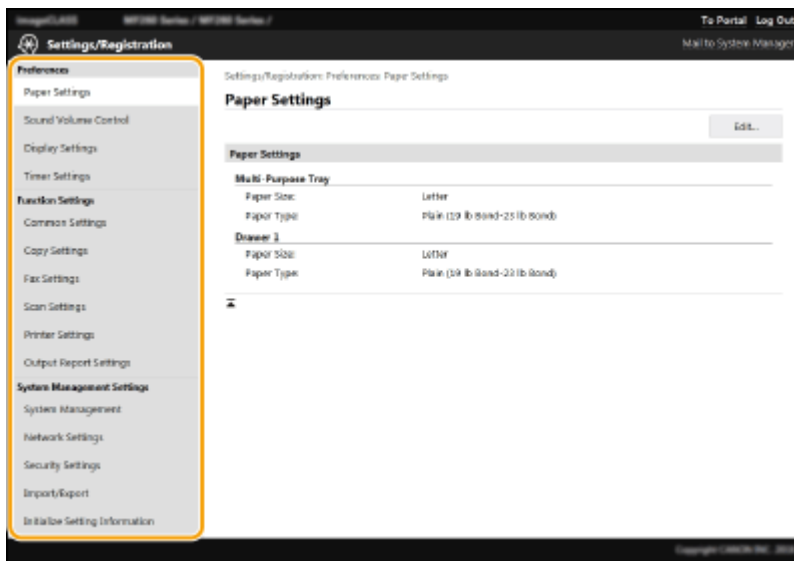 To Portal Log Out
Settings/Registration
Mail to System Manager
Preferences
Paper Settings
Sound Volume Control
Display Settings
Timer Settings
Function Settings
Common Settings
Copy Settings
Fax Settings
Scan Settings
Printer Settings
Output Report Settings
System Management Settings
System Management
Network Settings
Security Settings
Import/Export
Initialize Setting Information
Settings/Registration: Preferences: Paper Settings
Paper Settings
Edit...
Paper Settings
Multi-Purpose Tray
Paper Size: Letter
Paper Type: Plain (19 lb Bond-23 lb Bond)
Drawer 1
Paper Size: Letter
Paper Type: Plain (19 lb Bond-23 lb Bond)
Copyright CANON INC.